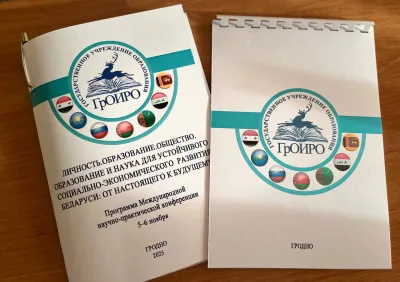 ГОСУДАРСТВЕННОЕ УЧРЕЖДЕНИЕ ОБРАЗОВАНИЯ
ГрОИРО
ЛИЧНОСТЬ.ОБРАЗОВАНИЕ.ОБЩЕСТВО.
ОБРАЗОВАНИЕ И НАУКА ДЛЯ УСТОЙЧИВОГО
СОЦИАЛЬНО-ЭКОНОМИЧЕСКОГО РАЗВИТИЯ
БЕЛАРУСИ: ОТ НАСТОЯЩЕГО К БУДУЩЕМУ
Программа Международной
научно-практической конференции
5-6 ноября
ГРОДНО
2025
ГОСУДАРСТВЕННОЕ УЧРЕЖДЕНИЕ ОБРАЗОВАНИЯ
ГрОИРО
ГРОДНО